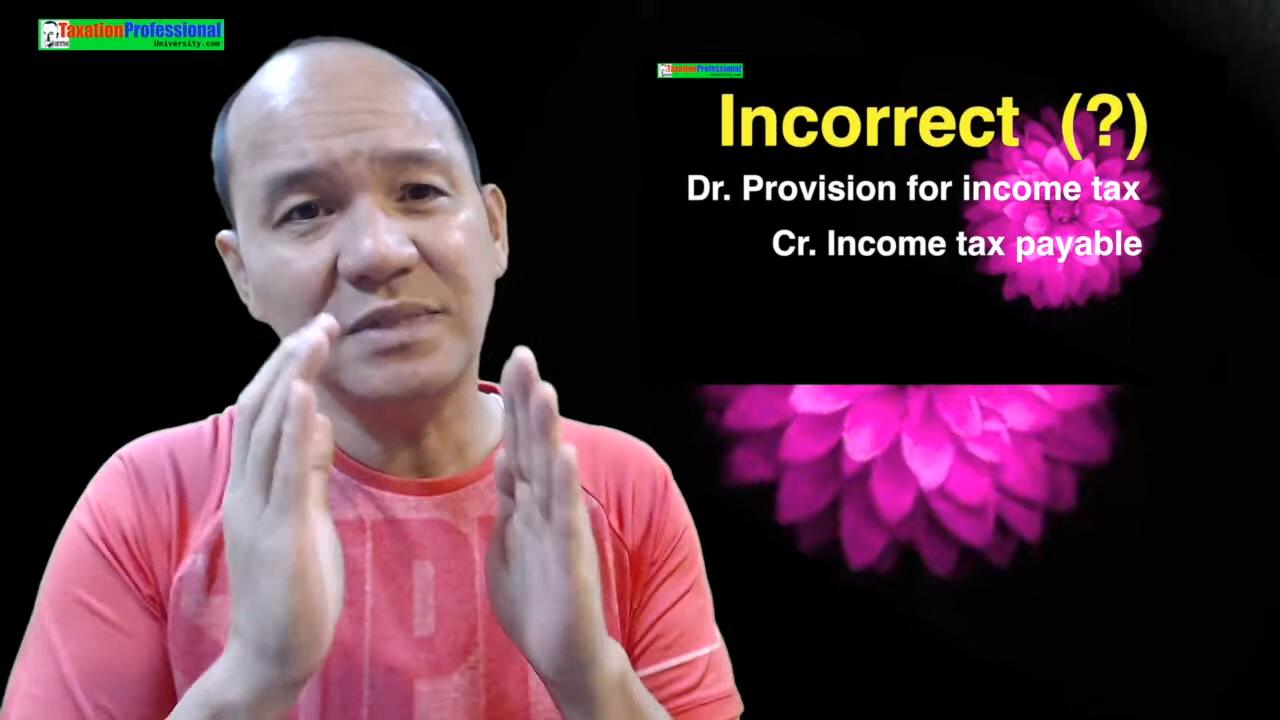 TaxationProfessional
University.com
TaxationProfessional
Incorrect (?)
Dr. Provision for income tax
Cr. Income tax payable